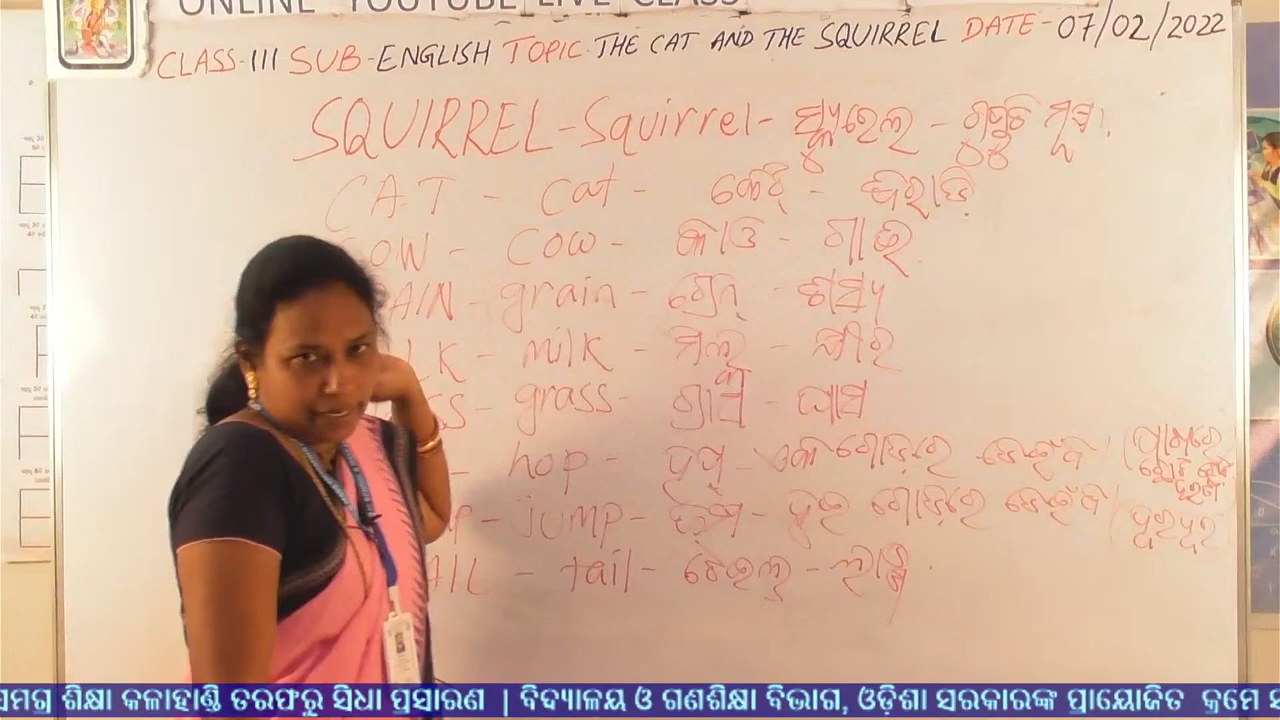 ONLINE YOUTUBE LIVE CLASS
CLASS-III SUB-ENGLISH TOPIC-THE CAT AND THE SQUIRREL DATE-07/02/2022
SQUIRREL-Squirrel- ସ୍କୁରେଲ - ଗୁଣ୍ଡୁଚି ମୂଷା
CAT - cat - କେଟ୍ - ବିରାଡ଼ି
OW - cow - କାଓ - ଗାଈ
AIN - grain - ଗ୍ରେନ୍ - ଶସ୍ୟ
LK - milk - ମିଲ୍କ - କ୍ଷୀର
SS - grass - ଗ୍ରାସ - ଘାସ
- hop - ହପ୍ - ଏକ ଗୋଡ଼ରେ ଡେଇଁବା
P - jump - ଜମ୍ପ - ଦୁଇ ଗୋଡ଼ରେ ଡେଇଁବା
AIL - tail - ଟେଇଲ୍ - ଲାଞ୍ଜ
ସମଗ୍ର ଶିକ୍ଷା କଳାହାଣ୍ଡି ତରଫରୁ ସିଧା ପ୍ରସାରଣ | ବିଦ୍ୟାଳୟ ଓ ଗଣଶିକ୍ଷା ବିଭାଗ, ଓଡ଼ିଶା ସରକାରଙ୍କ ପ୍ରାୟୋଜିତ କ୍ରମେ